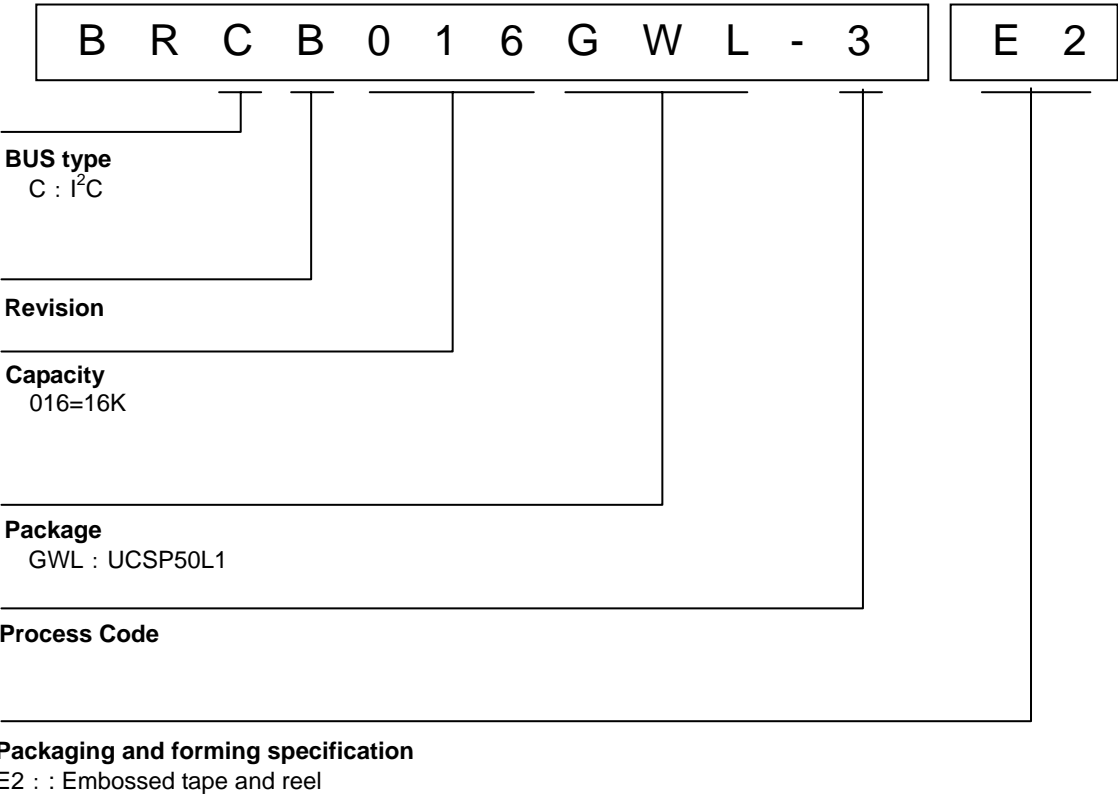 B R C B 0 1 6 G W L - 3 E 2
BUS type
C : I²C
Revision
Capacity
016=16K
Package
GWL : UCSP50L1
Process Code
Packaging and forming specification
E2 : : Embossed tape and reel